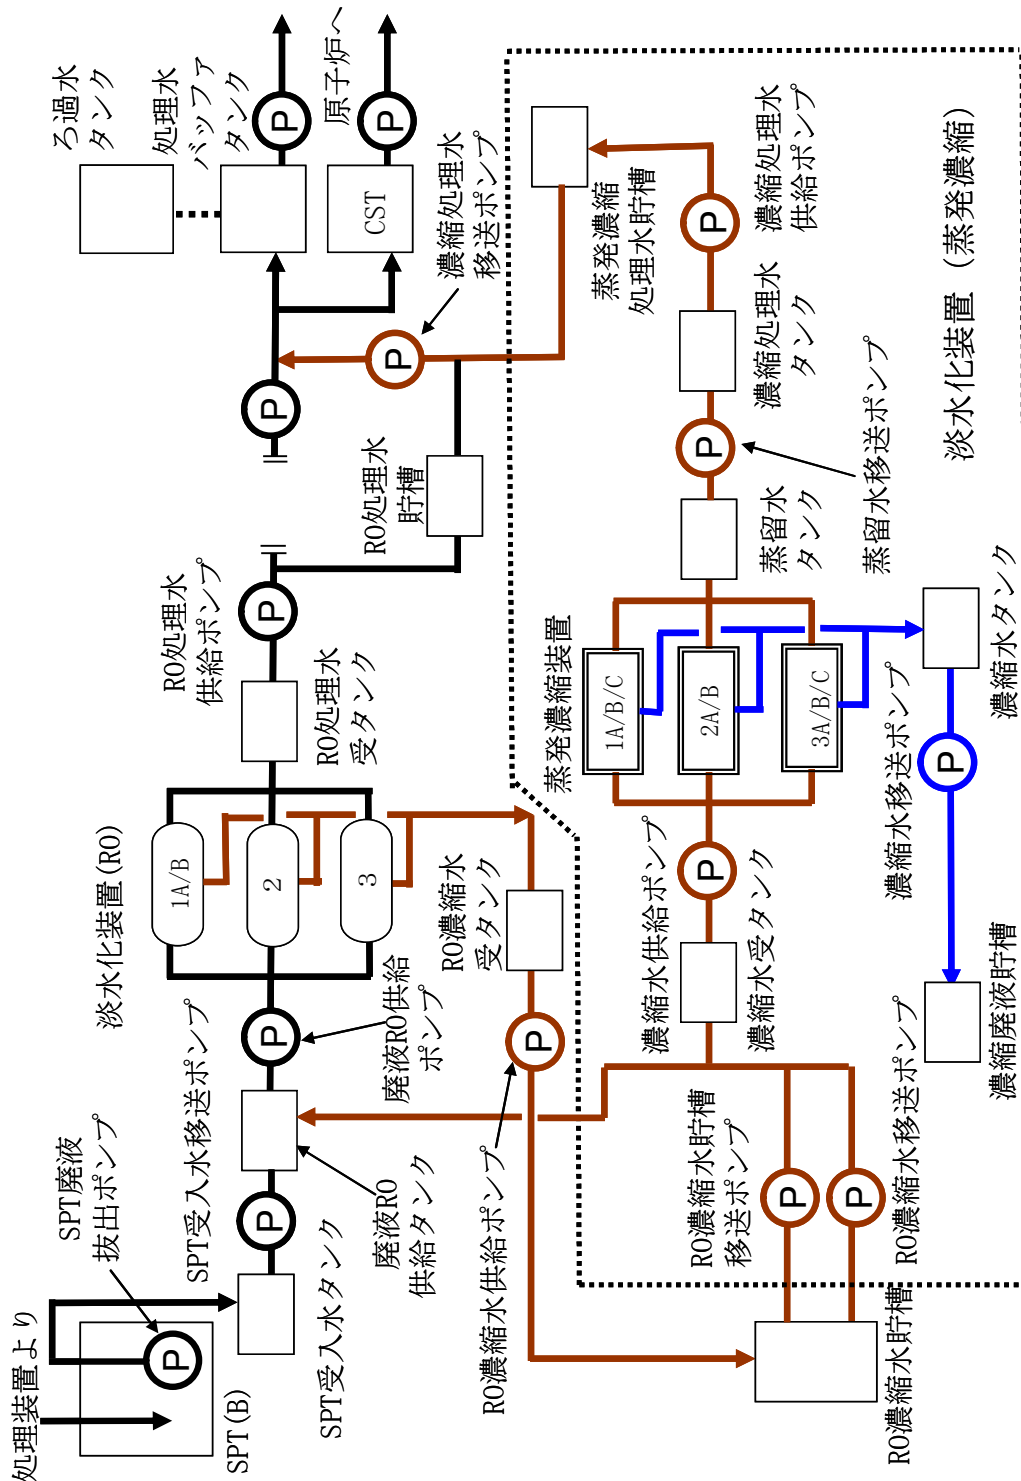 処理装置より
SPT(B)
P
SPT廃液
抜出ポンプ
SPT受入水タンク
P
SPT受入水移送ポンプ
廃液RO
供給タンク
P
廃液RO供給
ポンプ
淡水化装置(RO)
1A/B
2
3
RO処理水
受タンク
P
RO処理水
供給ポンプ
RO処理水
貯槽
P
P
濃縮処理水
移送ポンプ
ろ過水
タンク
処理水
バッファ
タンク
P
CST
P
原子炉へ
RO濃縮水
受タンク
P
RO濃縮水供給ポンプ
RO濃縮水貯槽
P
RO濃縮水貯槽
移送ポンプ
P
RO濃縮水移送ポンプ
濃縮水受タンク
P
濃縮水供給ポンプ
蒸発濃縮装置
1A/B/C
2A/B
3A/B/C
蒸留水
タンク
P
蒸留水移送ポンプ
濃縮処理水
タンク
P
濃縮処理水
供給ポンプ
蒸発濃縮
処理水貯槽
濃縮水タンク
P
濃縮水移送ポンプ
濃縮廃液貯槽
淡水化装置(蒸発濃縮)